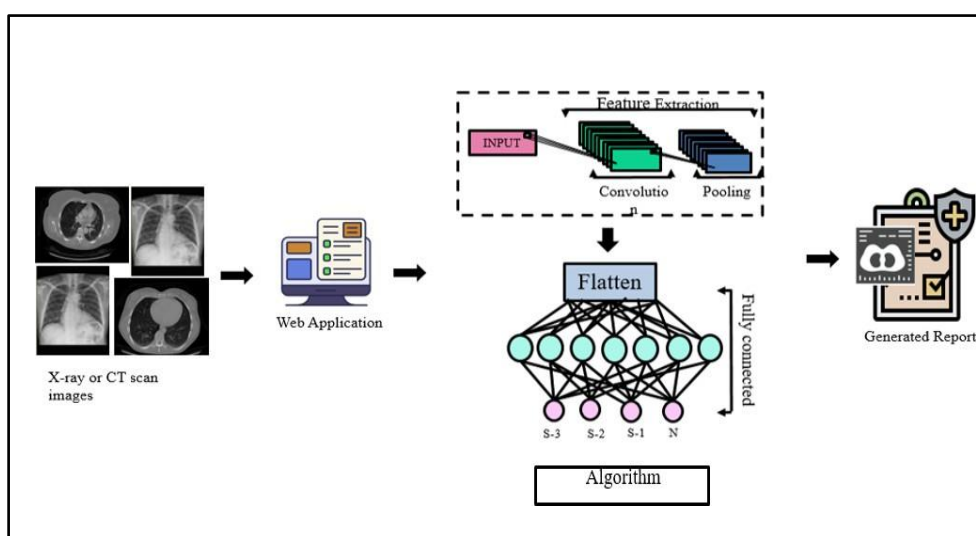 X-ray or CT scan
images
Web Application
Feature Extraction
INPUT
Convolutio
n
Pooling
Flatten
Fully connected
S-3
S-2
S-1
N
Algorithm
Generated Report